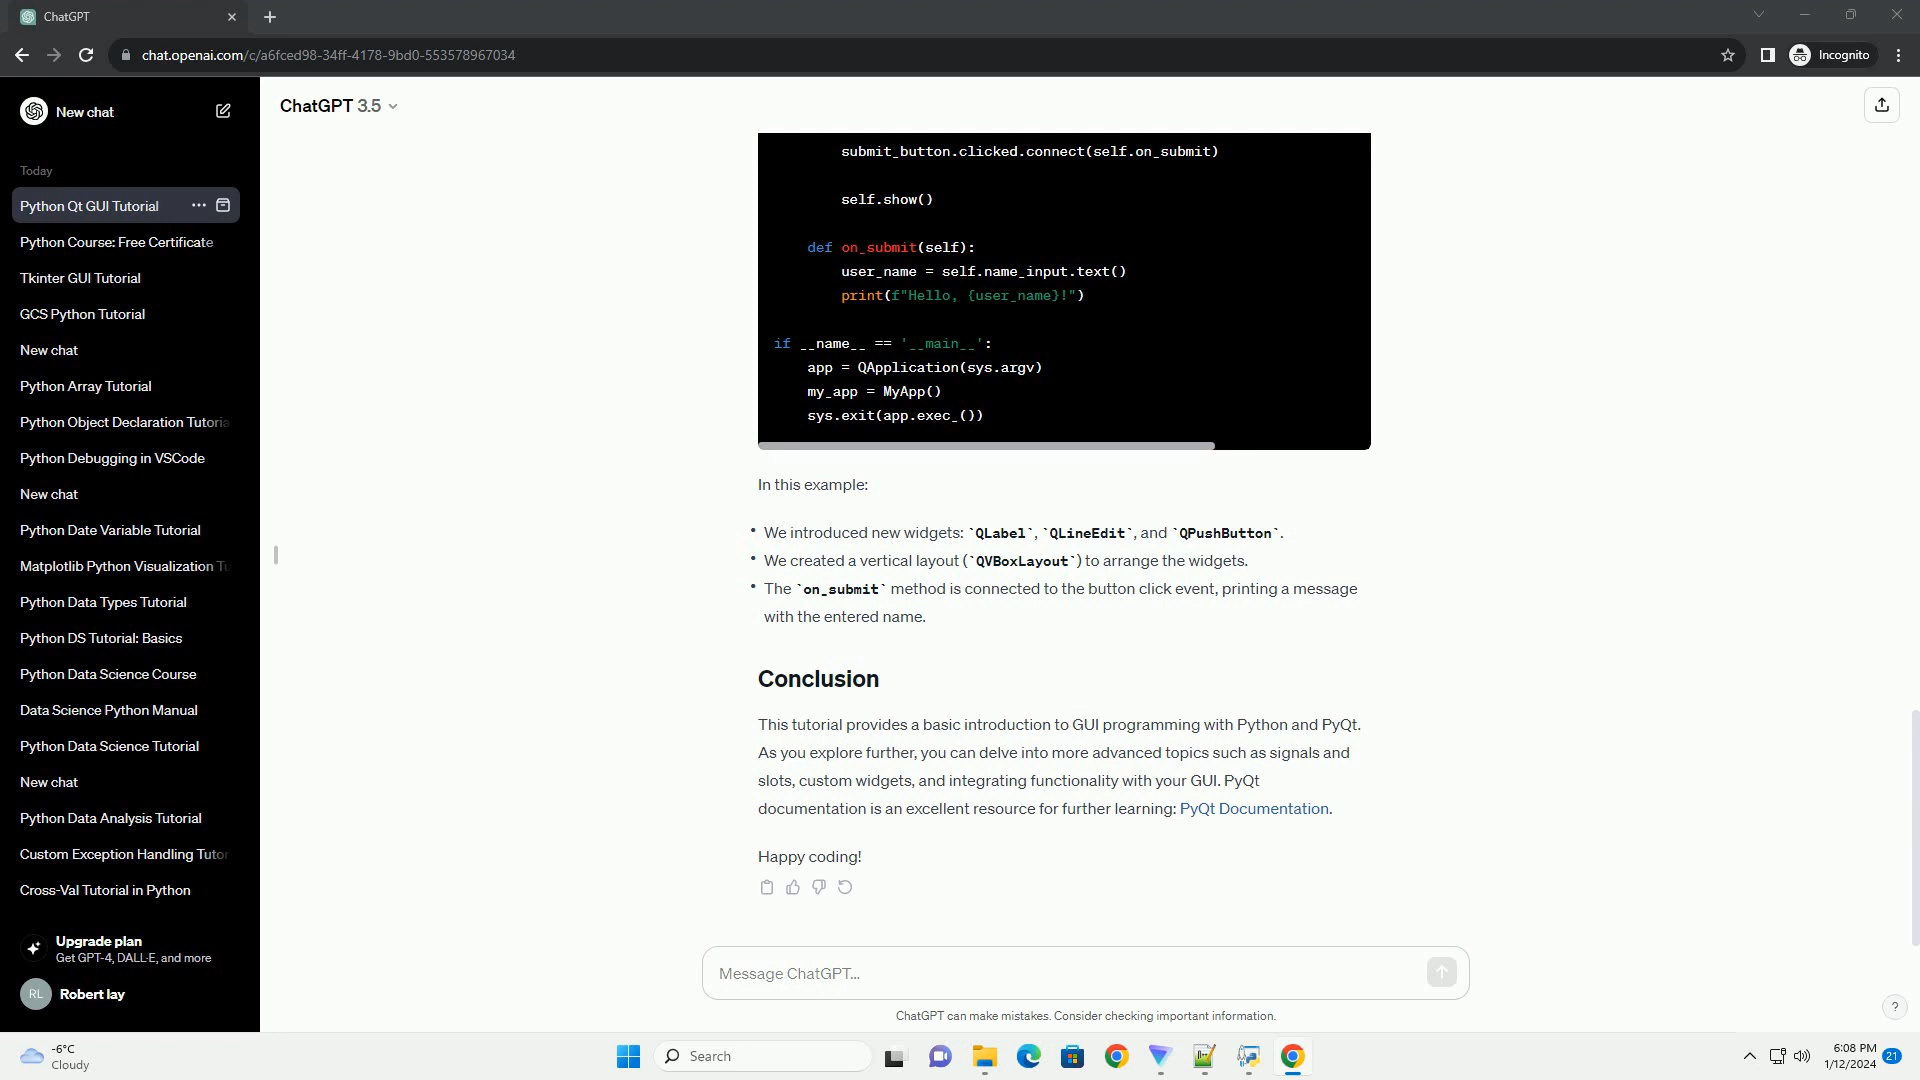 ChatGPT
chat.openai.com/c/a6fced98-34ff-4178-9bd0-553578967034
Incognito
New chat
Today
Python Qt GUI Tutorial
Python Course: Free Certificate
Tkinter GUI Tutorial
GCS Python Tutorial
New chat
Python Array Tutorial
Python Object Declaration Tutoria
Python Debugging in VSCode
New chat
Python Date Variable Tutorial
Matplotlib Python Visualization Tu
Python Data Types Tutorial
Python DS Tutorial: Basics
Python Data Science Course
Data Science Python Manual
Python Data Science Tutorial
New chat
Python Data Analysis Tutorial
Custom Exception Handling Tutor
Cross-Val Tutorial in Python
Upgrade plan
Get GPT-4, DALL·E, and more
RL Robert lay
ChatGPT 3.5
submit_button.clicked.connect(self.on_submit)
self.show()
def on_submit(self):
user_name = self.name_input.text()
print(f"Hello, {user_name}!")
if __name__ == '__main__':
app = QApplication(sys.argv)
my_app = MyApp()
sys.exit(app.exec_())
In this example:
• We introduced new widgets: `QLabel`, `QLineEdit`, and `QPushButton`.
• We created a vertical layout (`QVBoxLayout`) to arrange the widgets.
• The `on_submit` method is connected to the button click event, printing a message
with the entered name.
Conclusion
This tutorial provides a basic introduction to GUI programming with Python and PyQt.
As you explore further, you can delve into more advanced topics such as signals and
slots, custom widgets, and integrating functionality with your GUI. PyQt
documentation is an excellent resource for further learning: PyQt Documentation.
Happy coding!
Message ChatGPT...
ChatGPT can make mistakes. Consider checking important information.
?
-6°C
Cloudy
Search
6:08 PM
1/12/2024
21